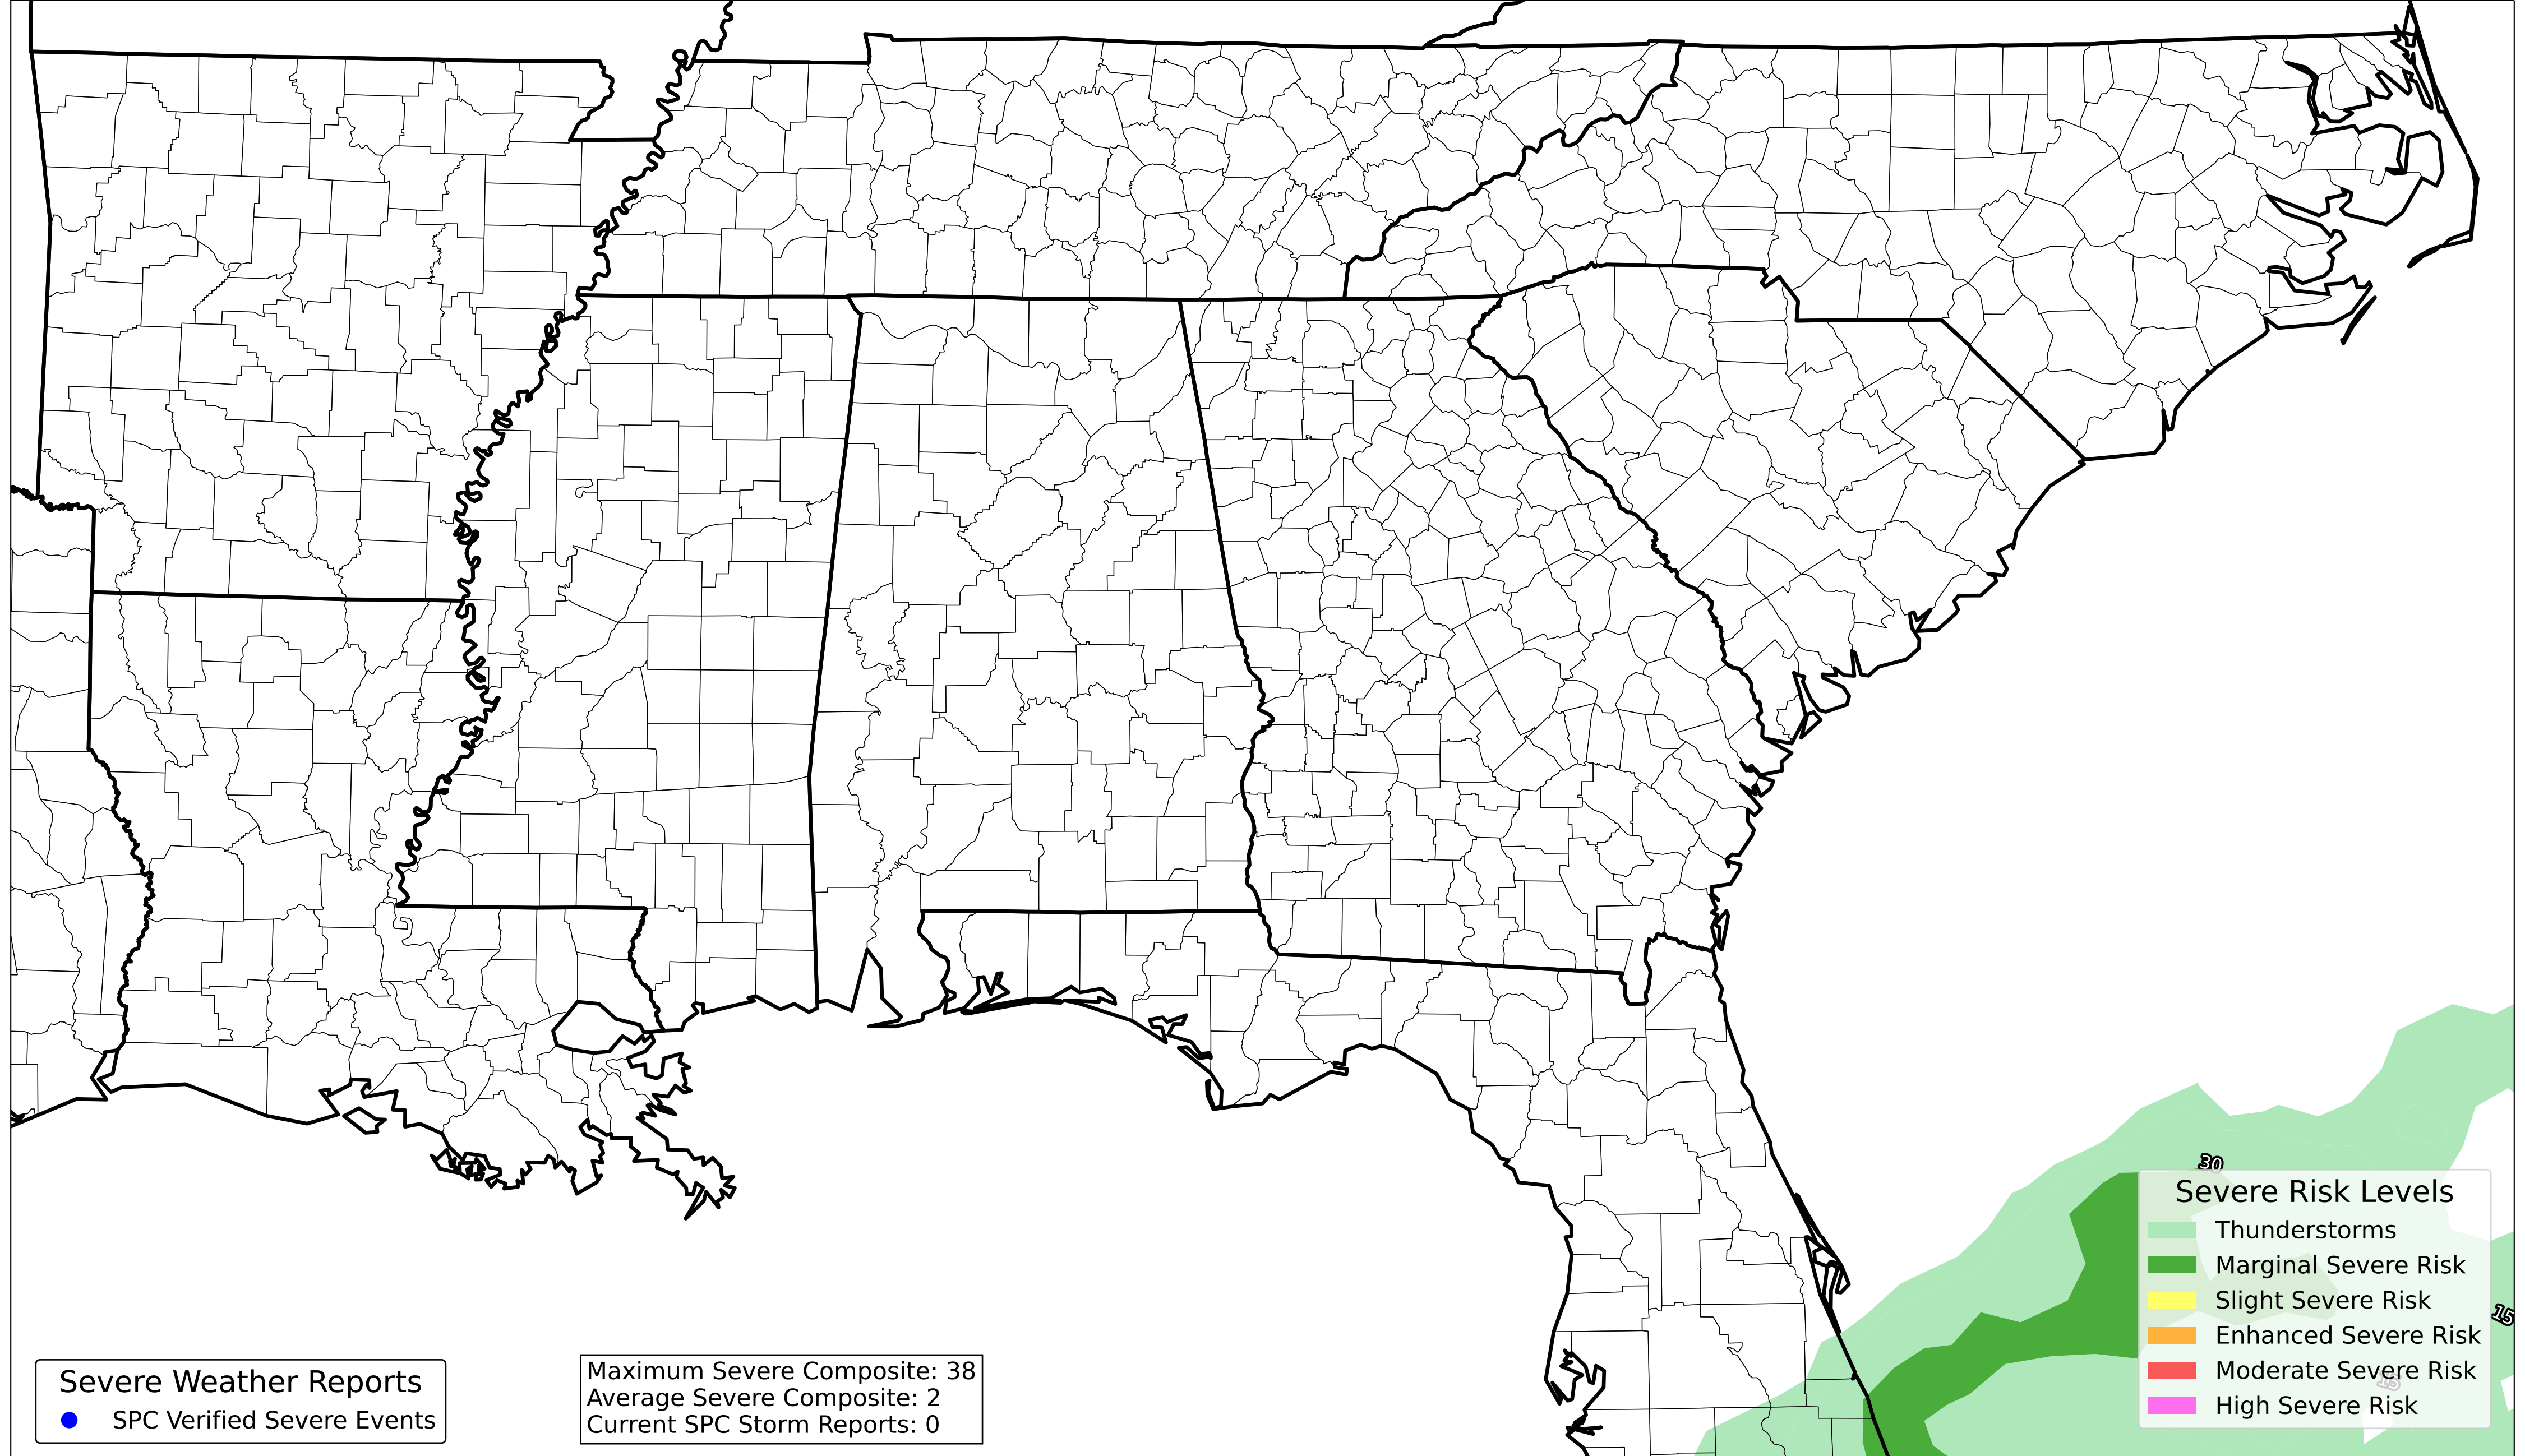 30
Severe Risk Levels
Thunderstorms
Marginal Severe Risk
15
Slight Severe Risk
Enhanced Severe Risk
Moderate Severe Risk
15
High Severe Risk
Severe Weather Reports
SPC Verified Severe Events
Maximum Severe Composite: 38
Average Severe Composite: 2
Current SPC Storm Reports: 0